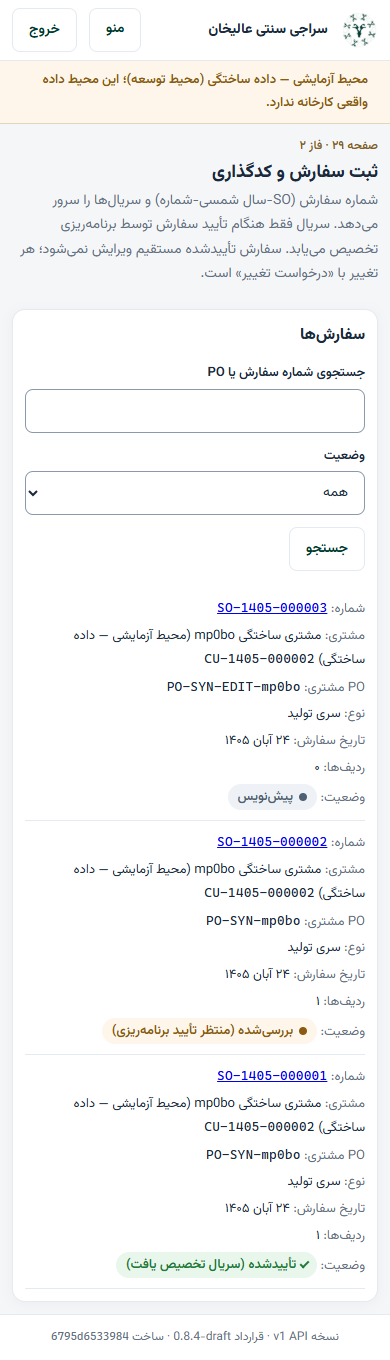 سراجی سنتی عالیخان
منو
خروج
محیط آزمایشی — داده ساختگی (محیط توسعه)؛ این محیط داده
واقعی کارخانه ندارد.
صفحه ۲۹ · فاز ۲
ثبت سفارش و کدگذاری
شماره سفارش (SO-سال شمسی-شماره) و سریال‌ها را سرور
می‌دهد. سریال فقط هنگام تأیید سفارش توسط برنامه‌ریزی
تخصیص می‌یابد. سفارش تأییدشده مستقیم ویرایش نمی‌شود؛ هر
تغییر با «درخواست تغییر» است.
سفارش‌ها
جستجوی شماره سفارش یا PO
وضعیت
همه
جستجو
شماره: SO-1405-000003
مشتری: مشتری ساختگی mp0bo (محیط آزمایشی — داده
ساختگی) CU-1405-000002
PO مشتری: PO-SYN-EDIT-mp0bo
نوع: سری تولید
تاریخ سفارش: ۲۴ آبان ۱۴۰۵
ردیف‌ها: ۰
وضعیت: پیش‌نویس
شماره: SO-1405-000002
مشتری: مشتری ساختگی mp0bo (محیط آزمایشی — داده
ساختگی) CU-1405-000002
PO مشتری: PO-SYN-mp0bo
نوع: سری تولید
تاریخ سفارش: ۲۴ آبان ۱۴۰۵
ردیف‌ها: ۱
وضعیت: بررسی‌شده (منتظر تأیید برنامه‌ریزی)
شماره: SO-1405-000001
مشتری: مشتری ساختگی mp0bo (محیط آزمایشی — داده
ساختگی) CU-1405-000002
PO مشتری: PO-SYN-mp0bo
نوع: سری تولید
تاریخ سفارش: ۲۴ آبان ۱۴۰۵
ردیف‌ها: ۱
وضعیت: ✓ تأییدشده (سریال تخصیص یافت)
نسخه v1 API · قرارداد 0.8.4-draft · ساخت 6795d6533984